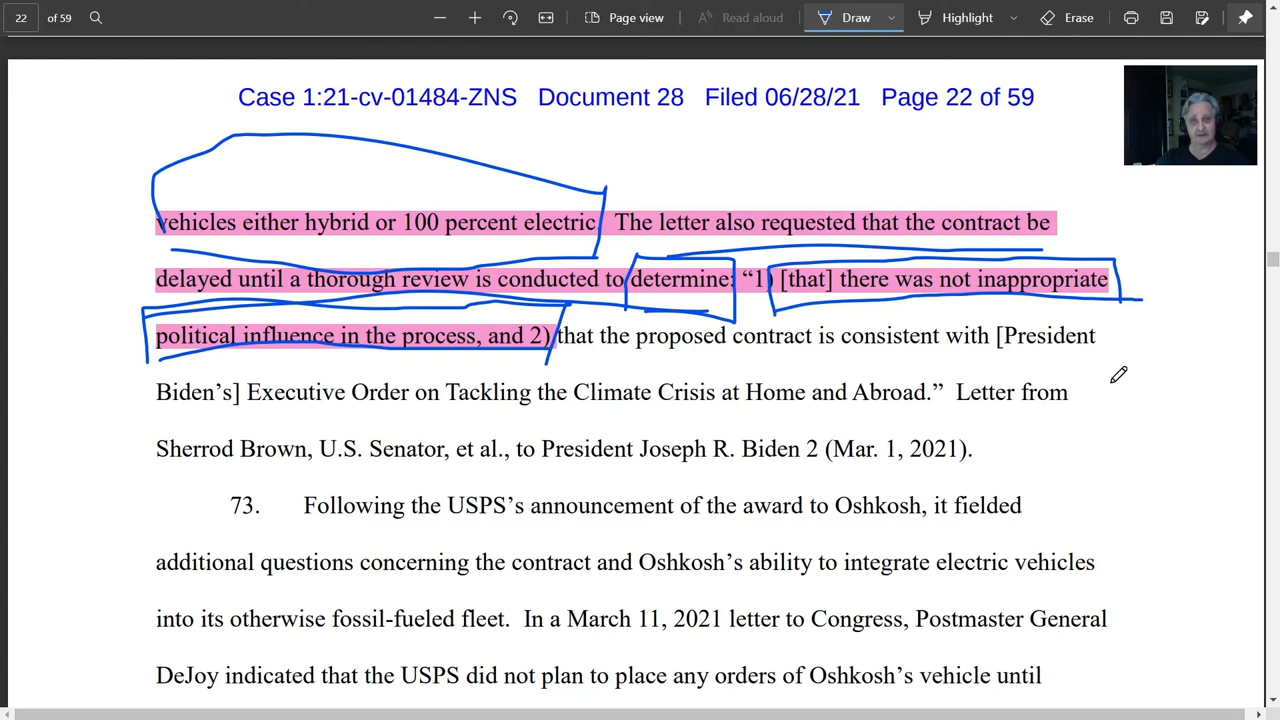 22 of 59 Page view Read aloud Draw Highlight Erase
Case 1:21-cv-01484-ZNS Document 28 Filed 06/28/21 Page 22 of 59
vehicles either hybrid or 100 percent electric. The letter also requested that the contract be
delayed until a thorough review is conducted to determine: “1) [that] there was not inappropriate
political influence in the process, and 2) that the proposed contract is consistent with [President
Biden’s] Executive Order on Tackling the Climate Crisis at Home and Abroad.” Letter from
Sherrod Brown, U.S. Senator, et al., to President Joseph R. Biden 2 (Mar. 1, 2021).
73. Following the USPS’s announcement of the award to Oshkosh, it fielded
additional questions concerning the contract and Oshkosh’s ability to integrate electric vehicles
into its otherwise fossil-fueled fleet. In a March 11, 2021 letter to Congress, Postmaster General
DeJoy indicated that the USPS did not plan to place any orders of Oshkosh’s vehicle until